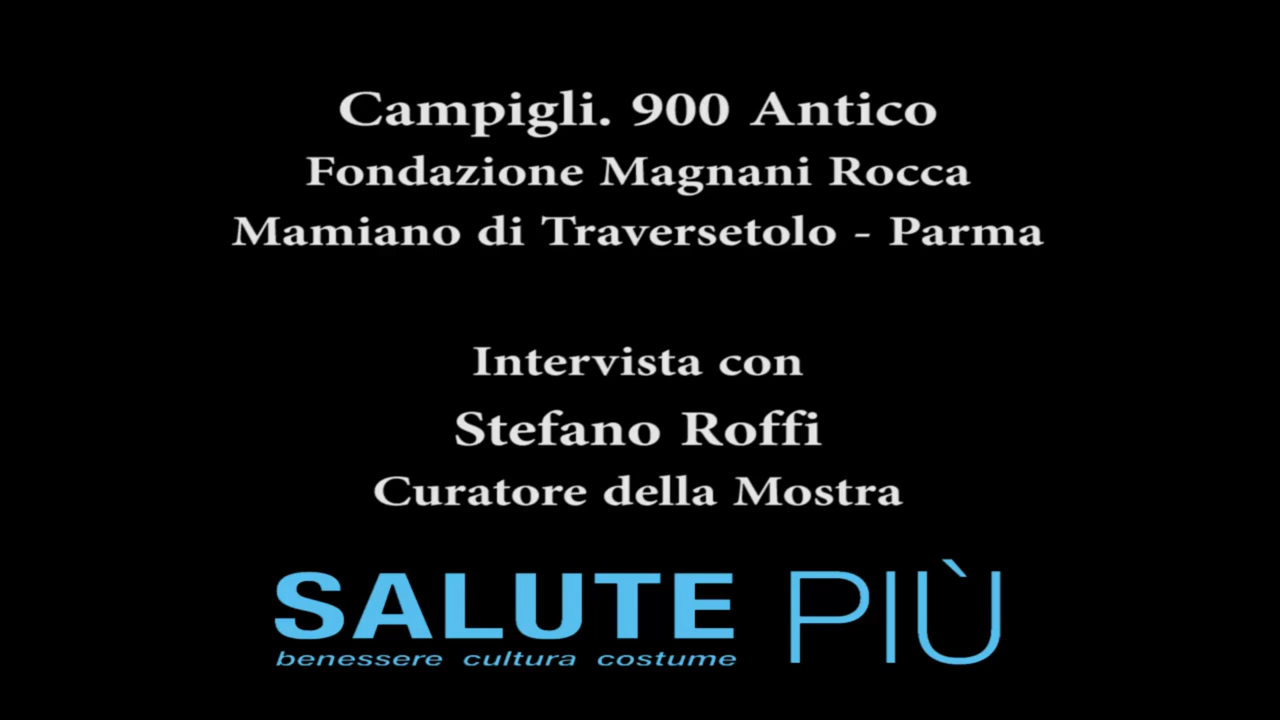 Campigli. 900 Antico
Fondazione Magnani Rocca
Mamiano di Traversetolo - Parma
Intervista con
Stefano Roffi
Curatore della Mostra
SALUTE PIÙ
benessere cultura costume